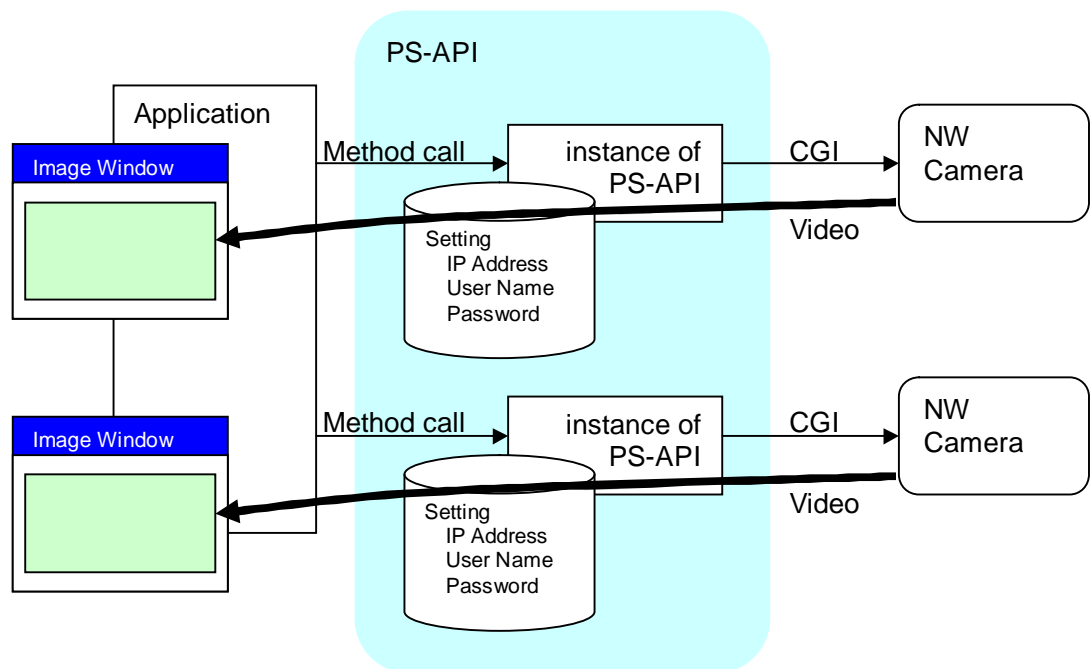 PS-API
Application
Image Window
Method call
instance of
PS-API
CGI
NW
Camera
Video
Setting
IP Address
User Name
Password
Image Window
Method call
instance of
PS-API
CGI
NW
Camera
Video
Setting
IP Address
User Name
Password